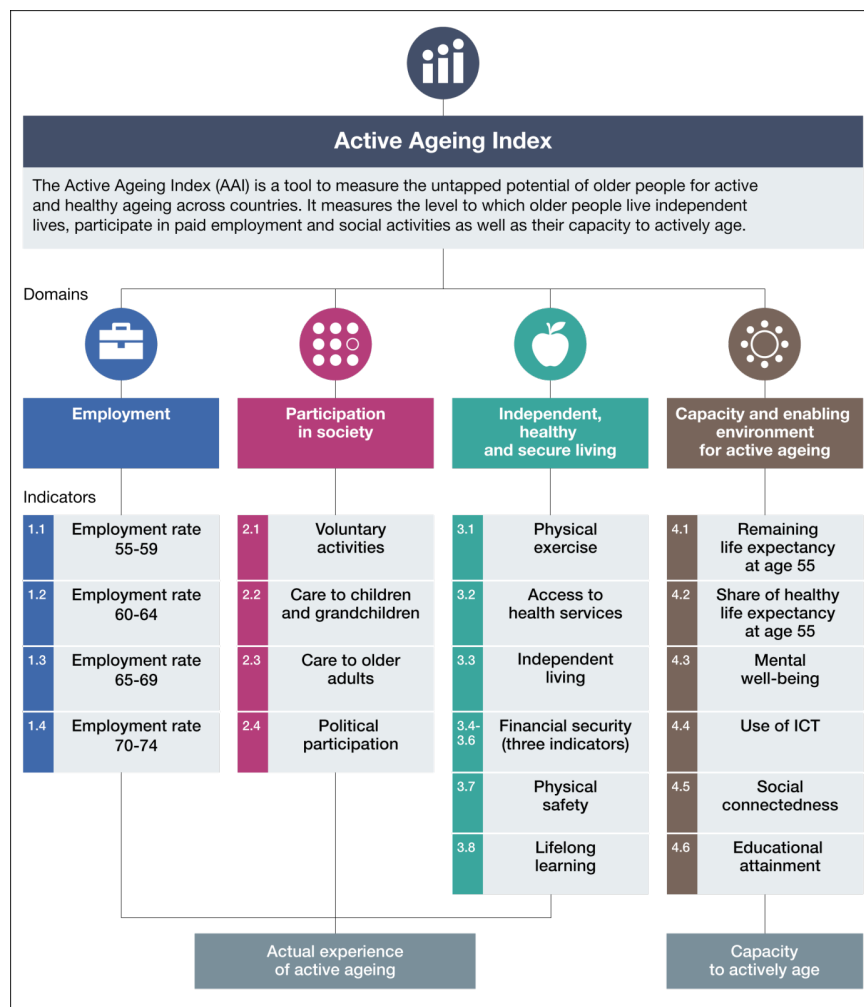 Active Ageing Index
The Active Ageing Index (AAI) is a tool to measure the untapped potential of older people for active
and healthy ageing across countries. It measures the level to which older people live independent
lives, participate in paid employment and social activities as well as their capacity to actively age.
Domains
Employment
Participation
in society
Independent,
healthy
and secure living
Capacity and enabling
environment
for active ageing
Indicators
1.1
Employment rate
55-59
1.2
Employment rate
60-64
1.3
Employment rate
65-69
1.4
Employment rate
70-74
2.1
Voluntary
activities
2.2
Care to children
and grandchildren
2.3
Care to older
adults
2.4
Political
participation
3.1
Physical
exercise
3.2
Access to
health services
3.3
Independent
living
3.4-
3.6
Financial security
(three indicators)
3.7
Physical
safety
3.8
Lifelong
learning
4.1
Remaining
life expectancy
at age 55
4.2
Share of healthy
life expectancy
at age 55
4.3
Mental
well-being
4.4
Use of ICT
4.5
Social
connectedness
4.6
Educational
attainment
Actual experience
of active ageing
Capacity
to actively age